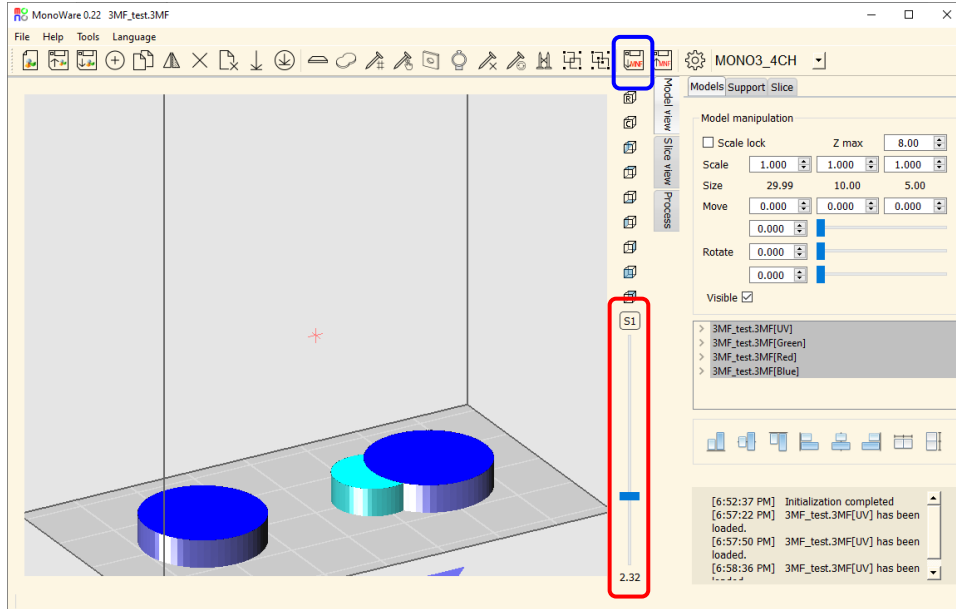 MonoWare 0.22 3MF_test.3MF
File Help Tools Language
MNF MNF MONO3_4CH
R
C
Model view
Slice view
Process
S1
2.32
Models Support Slice
Model manipulation
Scale lock Z max 8.00
Scale 1.000 1.000 1.000
Size 29.99 10.00 5.00
Move 0.000 0.000 0.000
0.000
Rotate 0.000
0.000
Visible
3MF_test.3MF[UV]
3MF_test.3MF[Green]
3MF_test.3MF[Red]
3MF_test.3MF[Blue]
[6:52:37 PM] Initialization completed
[6:57:22 PM] 3MF_test.3MF[UV] has been
loaded.
[6:57:50 PM] 3MF_test.3MF[UV] has been
loaded.
[6:58:36 PM] 3MF_test.3MF[UV] has been